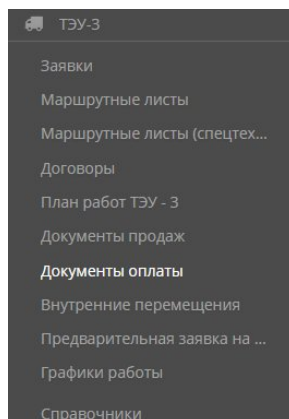 ТЭУ-3
Заявки
Маршрутные листы
Маршрутные листы (спецтех...
Договоры
План работ ТЭУ - 3
Документы продаж
Документы оплаты
Внутренние перемещения
Предварительная заявка на ...
Графики работы
Справочники